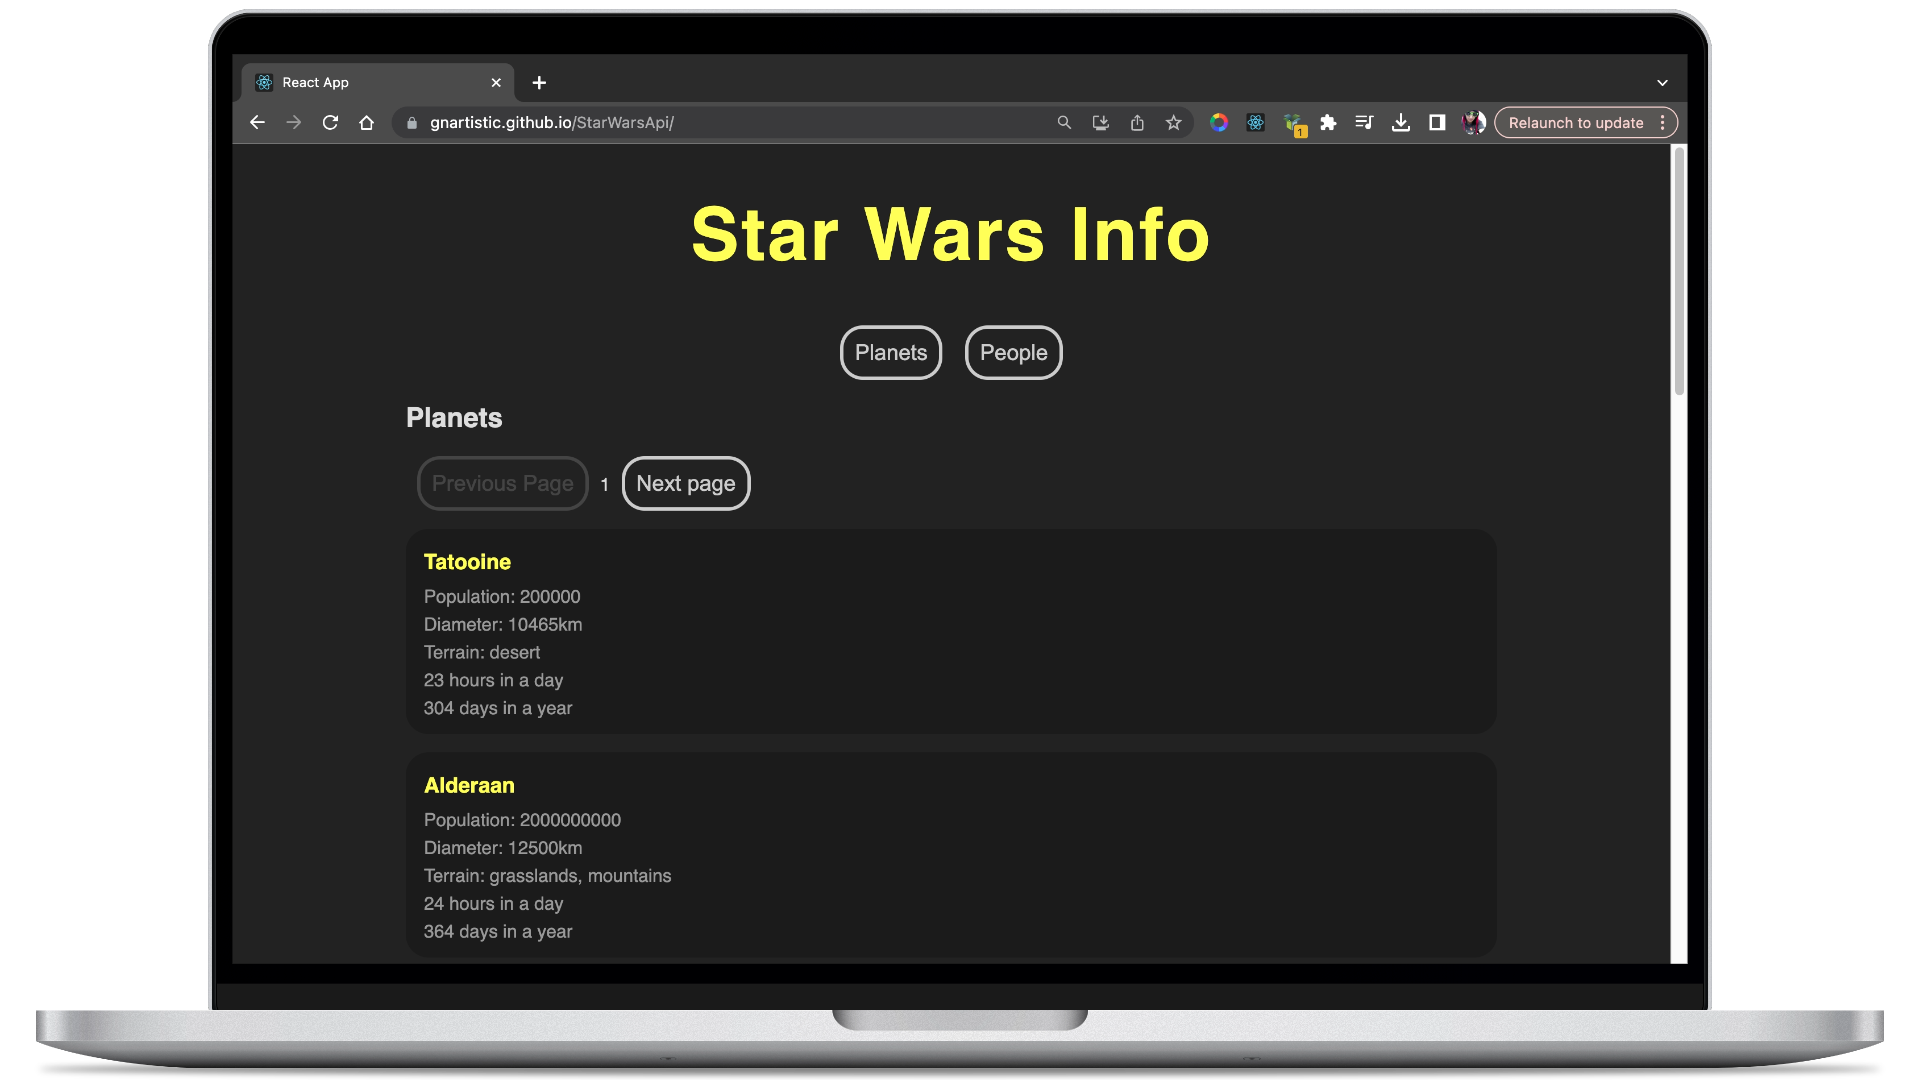 React App
gnartistic.github.io/StarWarsApi/
1
Relaunch to update
Star Wars Info
Planets People
Planets
Previous Page 1 Next page
Tatooine
Population: 200000
Diameter: 10465km
Terrain: desert
23 hours in a day
304 days in a year
Alderaan
Population: 2000000000
Diameter: 12500km
Terrain: grasslands, mountains
24 hours in a day
364 days in a year